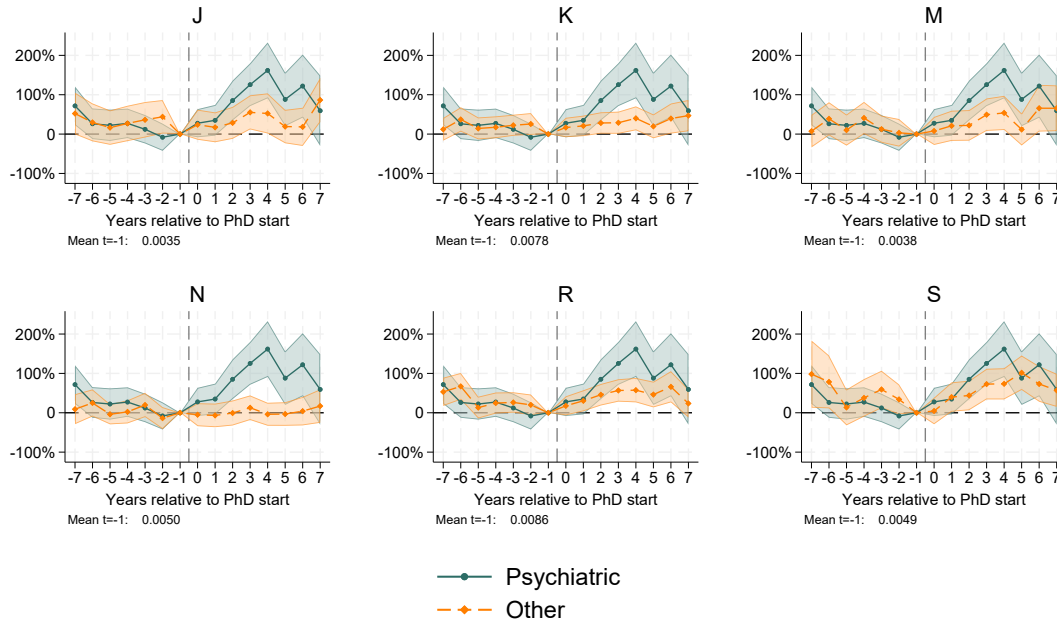 J
200%
100%
0
-100%
-7 -6 -5 -4 -3 -2 -1 0 1 2 3 4 5 6 7
Years relative to PhD start
Mean t=-1: 0.0035
K
200%
100%
0
-100%
-7 -6 -5 -4 -3 -2 -1 0 1 2 3 4 5 6 7
Years relative to PhD start
Mean t=-1: 0.0078
M
200%
100%
0
-100%
-7 -6 -5 -4 -3 -2 -1 0 1 2 3 4 5 6 7
Years relative to PhD start
Mean t=-1: 0.0038
N
200%
100%
0
-100%
-7 -6 -5 -4 -3 -2 -1 0 1 2 3 4 5 6 7
Years relative to PhD start
Mean t=-1: 0.0050
R
200%
100%
0
-100%
-7 -6 -5 -4 -3 -2 -1 0 1 2 3 4 5 6 7
Years relative to PhD start
Mean t=-1: 0.0086
S
200%
100%
0
-100%
-7 -6 -5 -4 -3 -2 -1 0 1 2 3 4 5 6 7
Years relative to PhD start
Mean t=-1: 0.0049
Psychiatric
Other